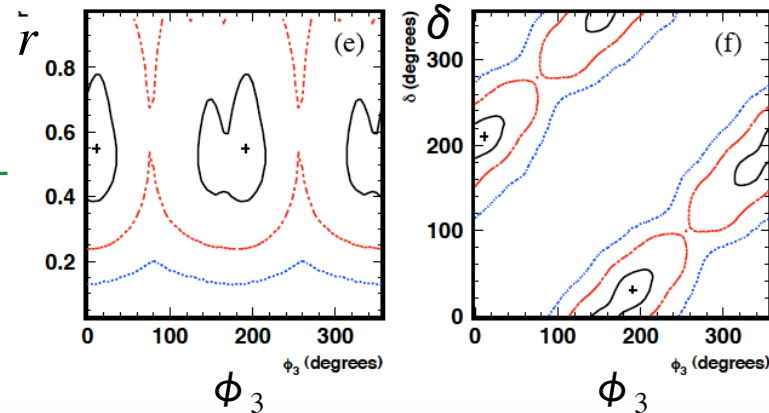 r
r
(e)
0.8
0.6
0.4
0.2
0 100 200 300
ϕ₃ (degrees)
ϕ₃
δ
δ (degrees)
(f)
300
200
100
0
0 100 200 300
ϕ₃ (degrees)
ϕ₃